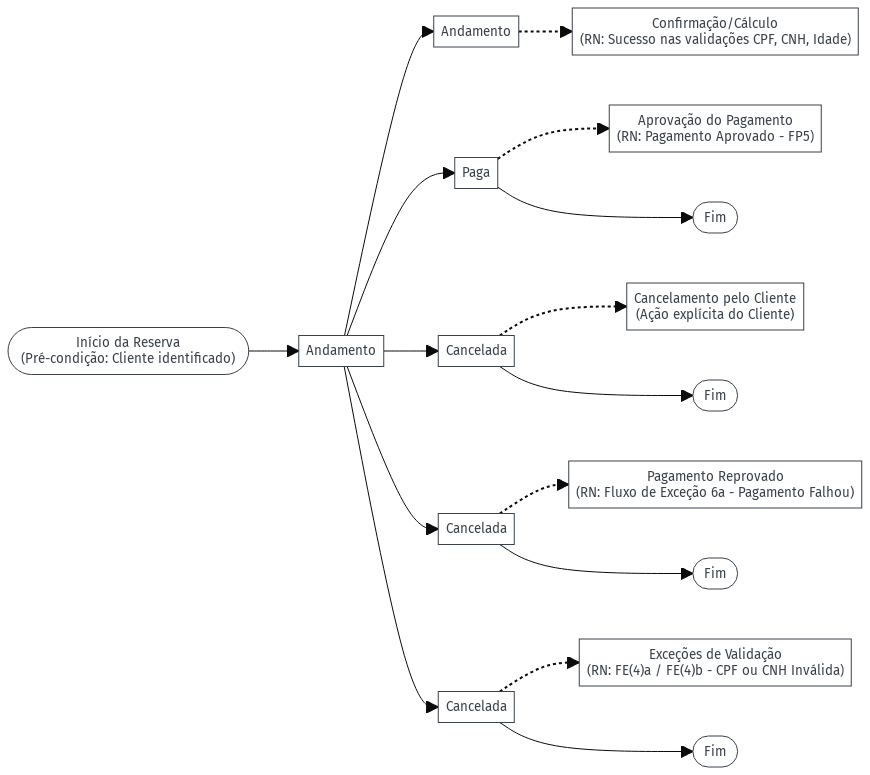 Andamento
Confirmação/Cálculo
(RN: Sucesso nas validações CPF, CNH, Idade)
Aprovação do Pagamento
(RN: Pagamento Aprovado - FP5)
Paga
Fim
Cancelamento pelo Cliente
(Ação explícita do Cliente)
Início da Reserva
(Pré-condição: Cliente identificado)
Andamento
Cancelada
Fim
Pagamento Reprovado
(RN: Fluxo de Exceção 6a - Pagamento Falhou)
Cancelada
Fim
Exceções de Validação
(RN: FE(4)a / FE(4)b - CPF ou CNH Inválida)
Cancelada
Fim